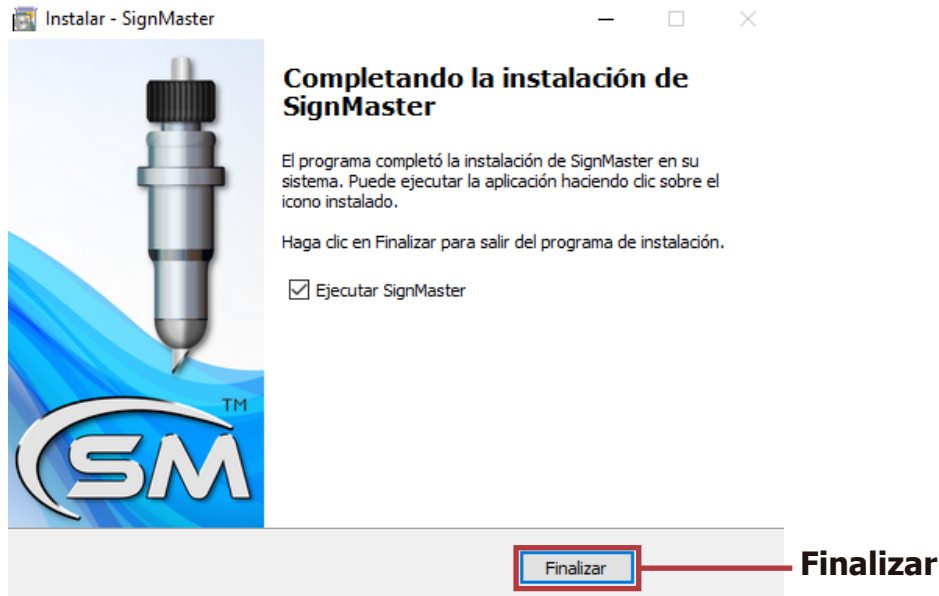 Instalar - SignMaster
Completando la instalación de
SignMaster
El programa completó la instalación de SignMaster en su
sistema. Puede ejecutar la aplicación haciendo clic sobre el
icono instalado.
Haga clic en Finalizar para salir del programa de instalación.
Ejecutar SignMaster
TM
SM
Finalizar
Finalizar